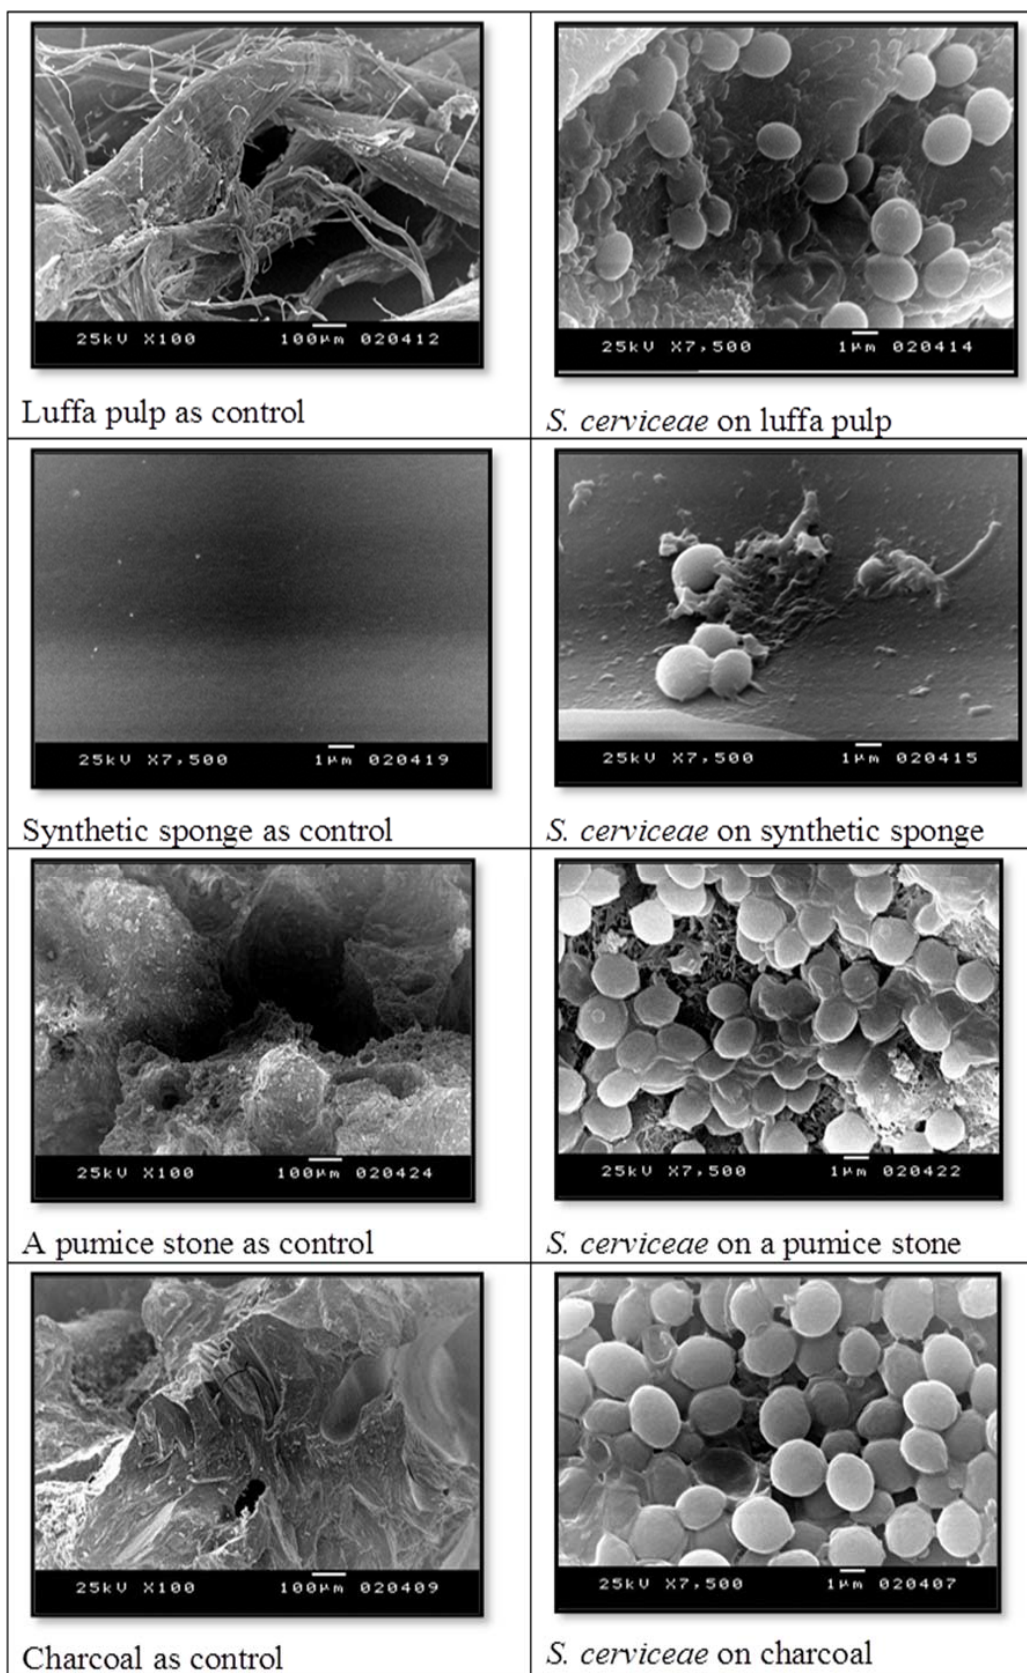 25kV X100 100µm 020412
Luffa pulp as control
25kV X7,500 1µm 020414
S. cerviceae on luffa pulp
25kV X7,500 1µm 020419
Synthetic sponge as control
25kV X7,500 1µm 020415
S. cerviceae on synthetic sponge
25kV X100 100µm 020424
A pumice stone as control
25kV X7,500 1µm 020422
S. cerviceae on a pumice stone
25kV X100 100µm 020409
Charcoal as control
25kV X7,500 1µm 020407
S. cerviceae on charcoal